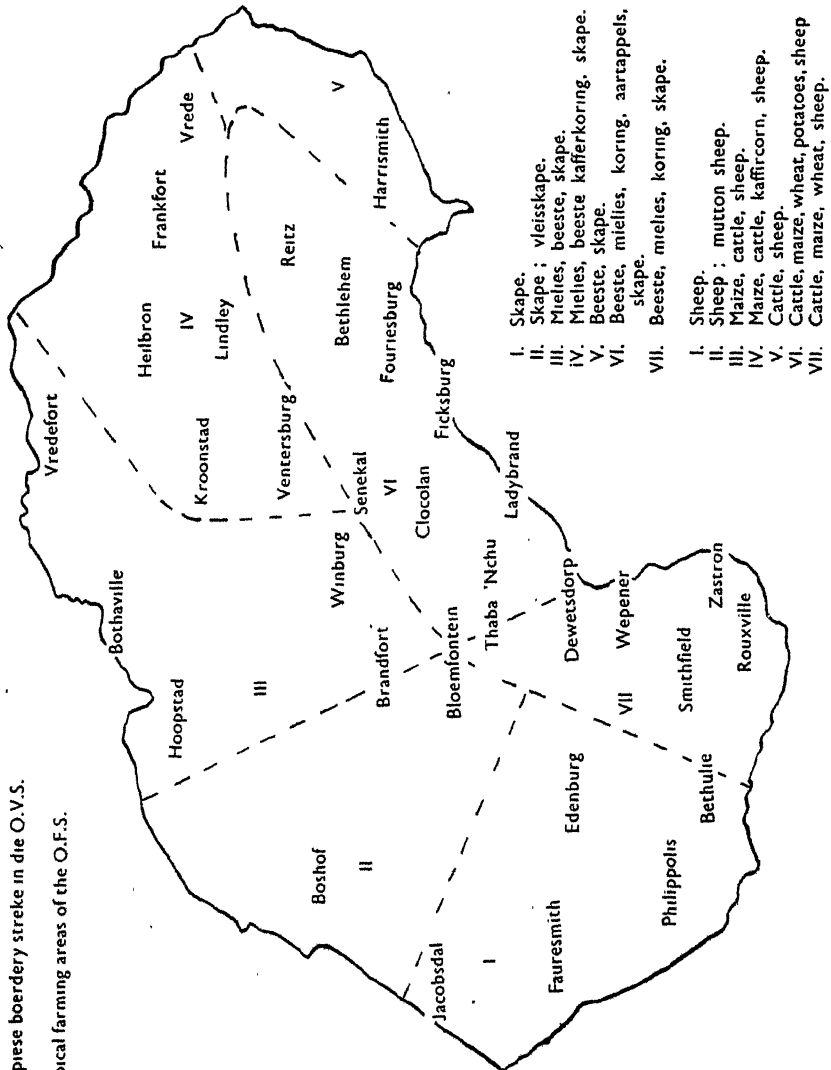 piese boerdery streke in die O.V.S.
pical farming areas of the O.F.S.
Vredefort
Bothaville
Hoopstad
Heilbron
Frankfort
Vrede
IV
Kroonstad
Lindley
V
III
Ventersburg
Reitz
Winburg
Senekal
Bethlehem
Harrismith
Boshof
Brandfort
VI
Fouriesburg
II
Clocolan
Bloemfontein
Ficksburg
Jacobsdal
Thaba 'Nchu
Ladybrand
I
Fauresmith
Edenburg
Dewetsdorp
VII
Wepener
Philippolis
Smithfield
Bethulie
Zastron
Rouxville
I. Skape.
II. Skape ; vleisskape.
III. Mielies, beeste, skape.
IV. Mielies, beeste kafferkoring, skape.
V. Beeste, skape.
VI. Beeste, mielies, koring, aartappels,
skape.
VII. Beeste, mielies, koring, skape.
I. Sheep.
II. Sheep ; mutton sheep.
III. Maize, cattle, sheep.
IV. Maize, cattle, kaffircorn, sheep.
V. Cattle, sheep.
VI. Cattle, maize, wheat, potatoes, sheep
VII. Cattle, maize, wheat, sheep.